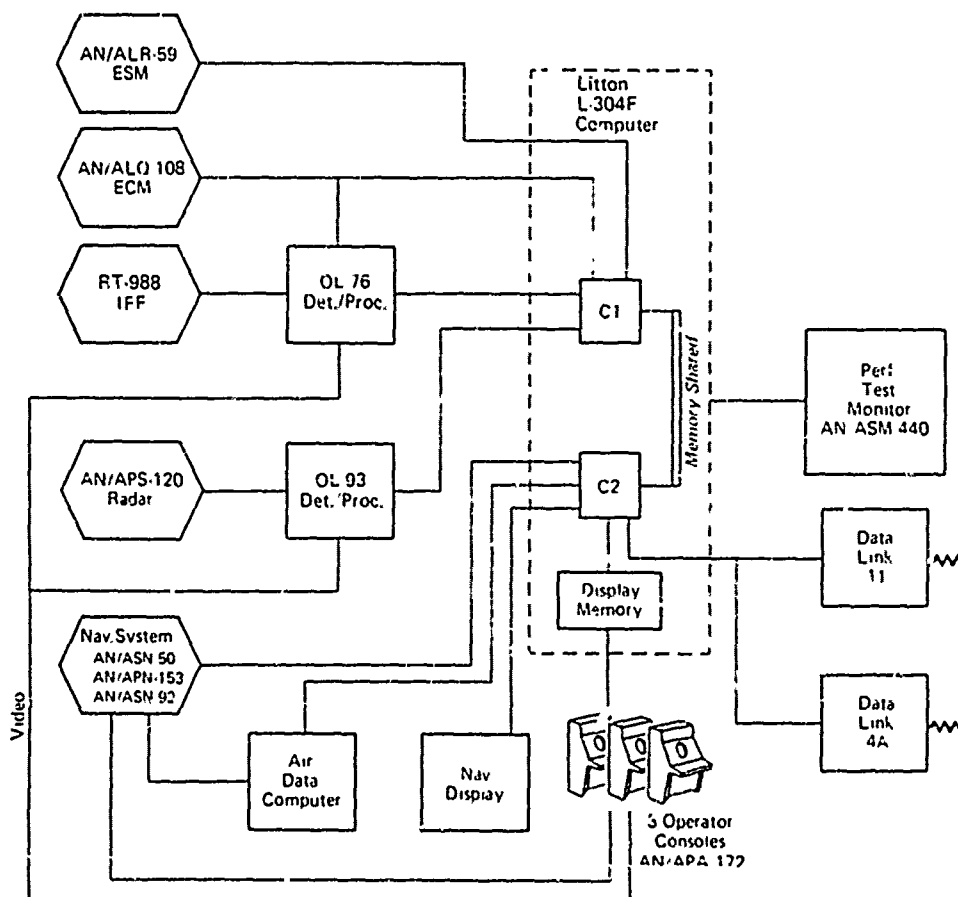 AN/ALR-59
ESM
Litton
L-304F
Computer
AN/ALQ 108
ECM
RT-988
IFF
OL 76
Det./Proc.
C1
Memory Shared
Perf
Test
Monitor
AN ASM 440
AN/APS-120
Radar
OL 93
Det./Proc.
C2
Data
Link
11
Display
Memory
Nav. System
AN/ASN 50
AN/APN-153
AN/ASN 92
Video
Air
Data
Computer
Nav
Display
Data
Link
4A
3 Operator
Consoles
AN/APA 172